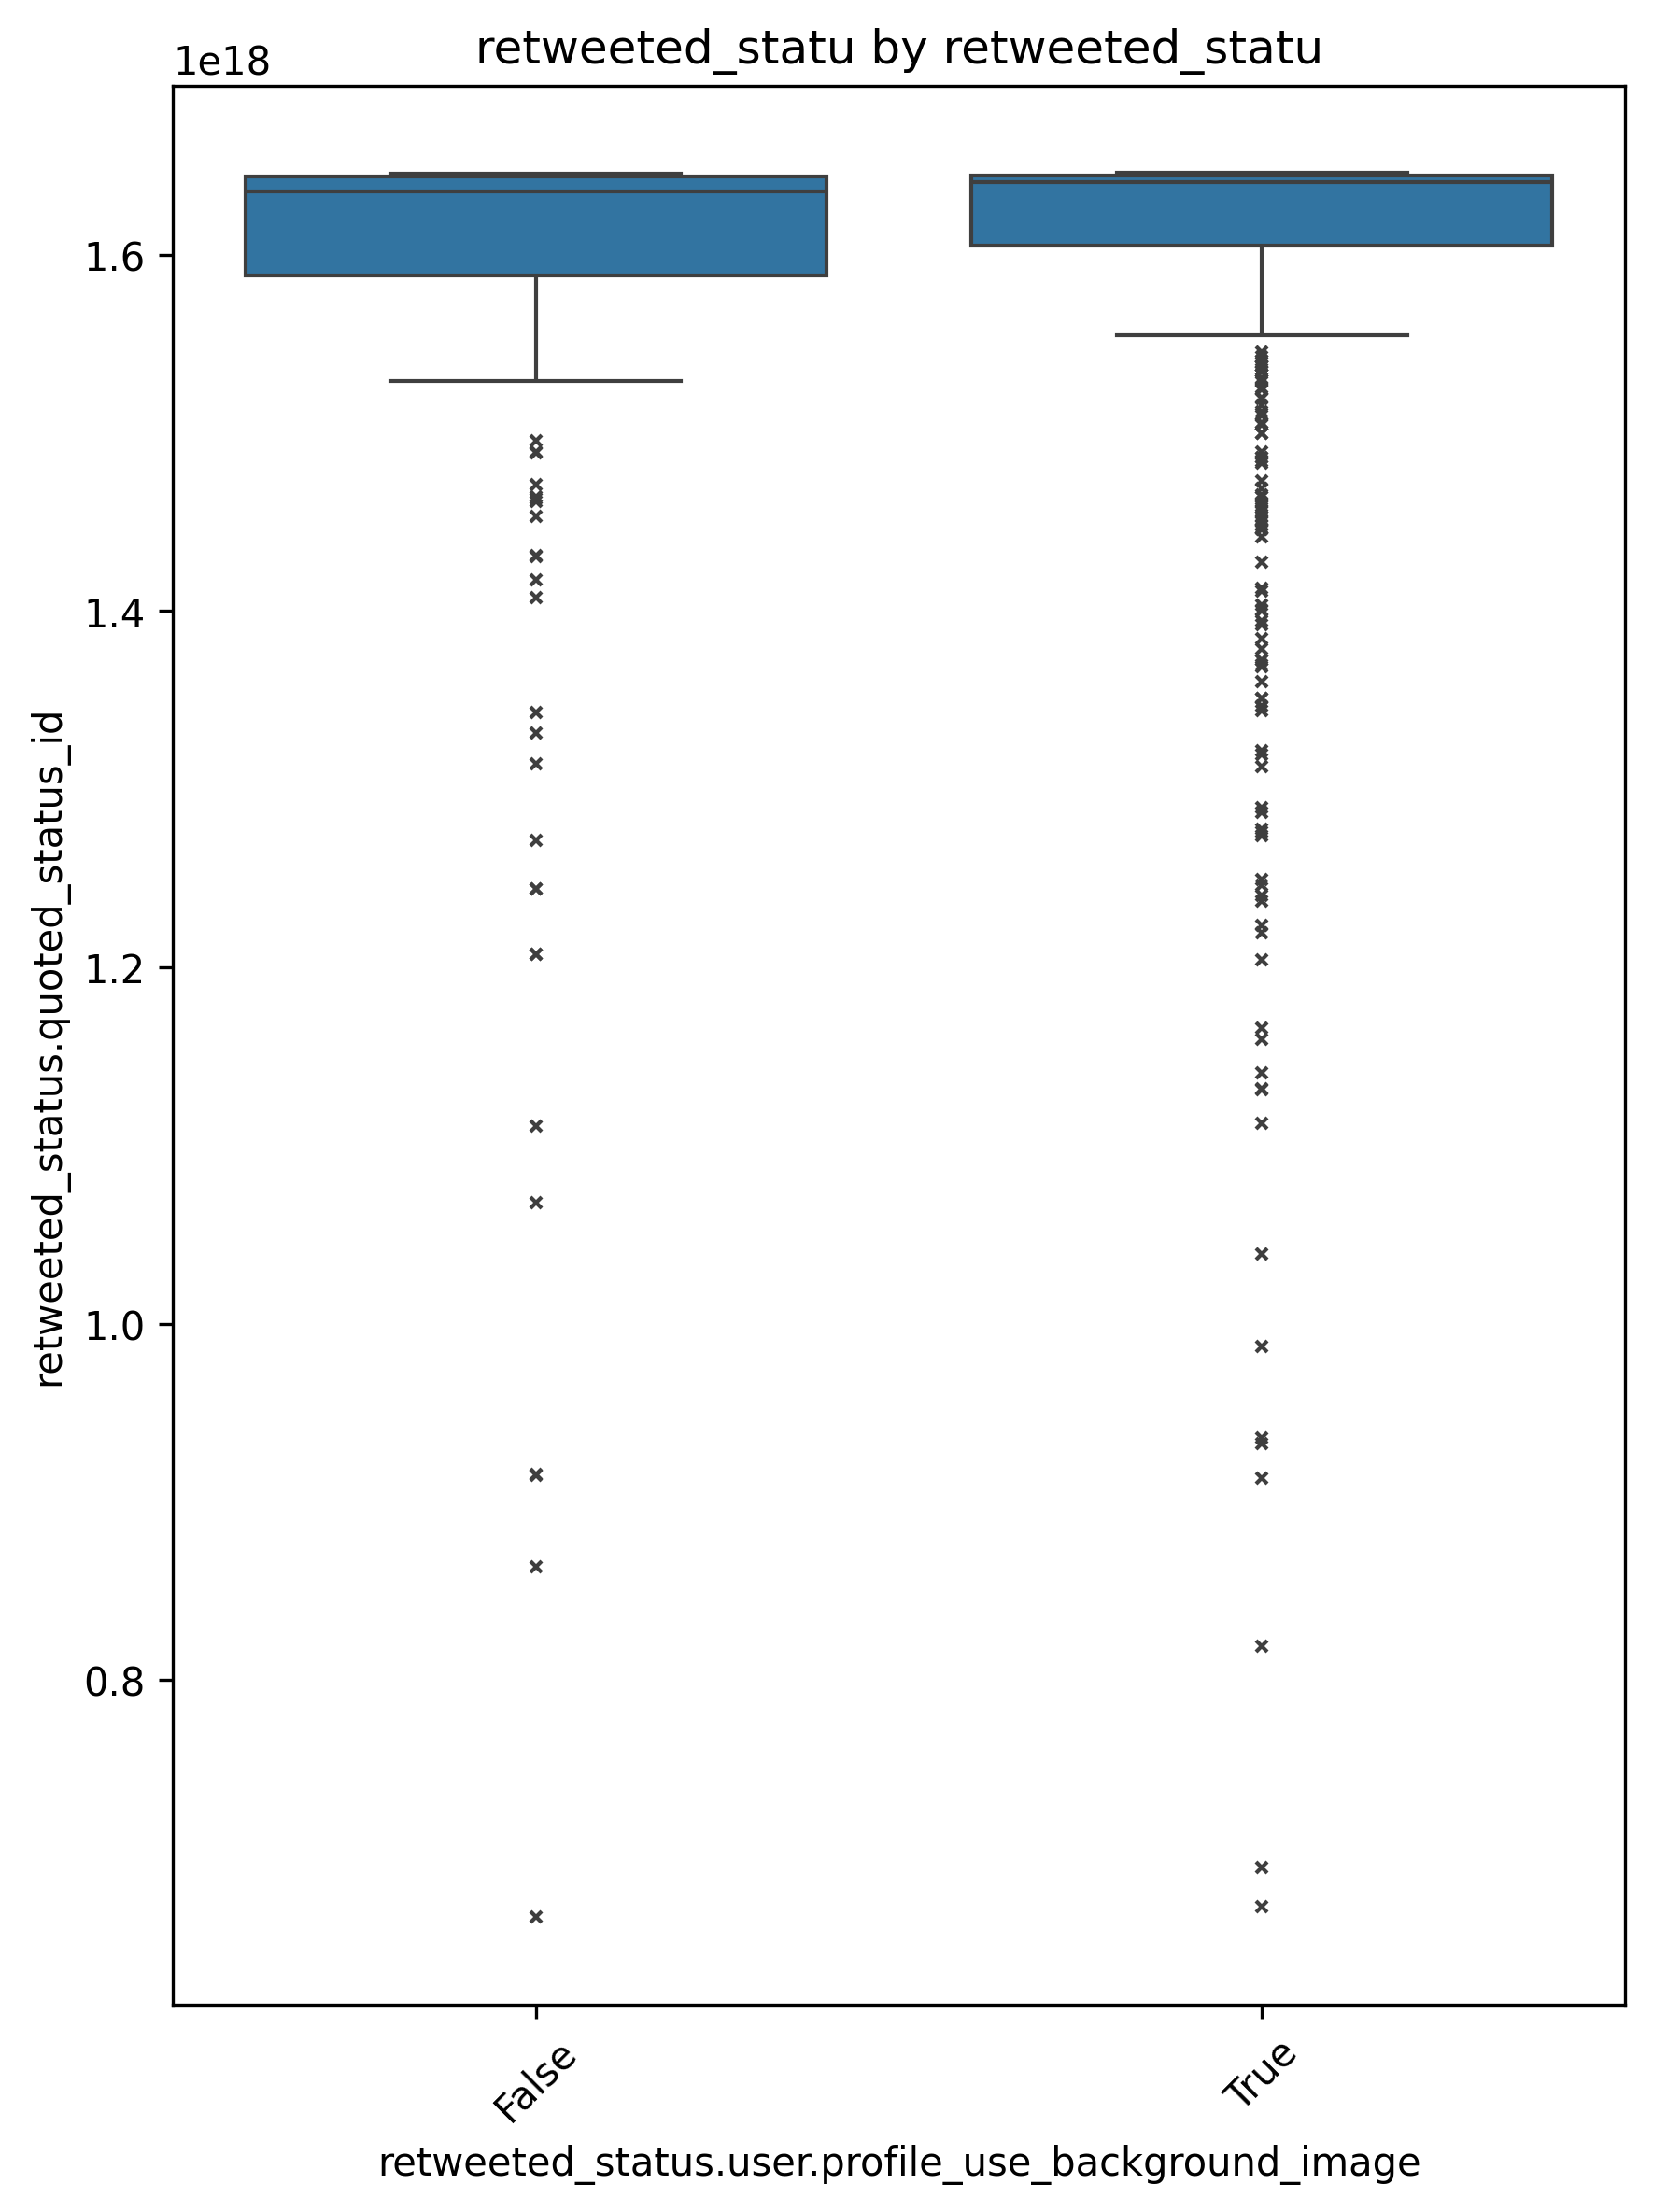 retweeted_statu by retweeted_statu
1e18
1.6
1.4
1.2
1.0
0.8
retweeted_status.quoted_status_id
False
True
retweeted_status.user.profile_use_background_image